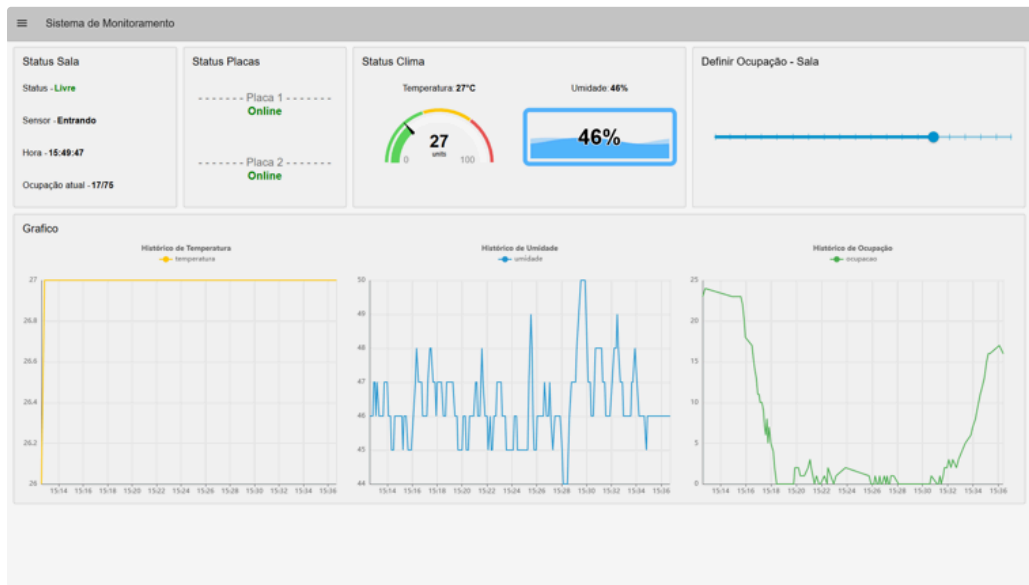 Sistema de Monitoramento
Status Sala
Status - Livre
Sensor - Entrando
Hora - 15:49:47
Ocupação atual - 17/75
Status Placas
- - - - - - - Placa 1 - - - - - - -
Online
- - - - - - - Placa 2 - - - - - - -
Online
Status Clima
Temperatura: 27°C
27
units
0
100
Umidade: 46%
46%
Definir Ocupação - Sala
Grafico
Histórico de Temperatura
temperatura
27
26.8
26.6
26.4
26.2
26
15:14 15:16 15:18 15:20 15:22 15:24 15:26 15:28 15:30 15:32 15:34 15:36
Histórico de Umidade
umidade
50
49
48
47
46
45
44
15:14 15:16 15:18 15:20 15:22 15:24 15:26 15:28 15:30 15:32 15:34 15:36
Histórico de Ocupação
ocupacao
25
20
15
10
5
0
15:14 15:16 15:18 15:20 15:22 15:24 15:26 15:28 15:30 15:32 15:34 15:36